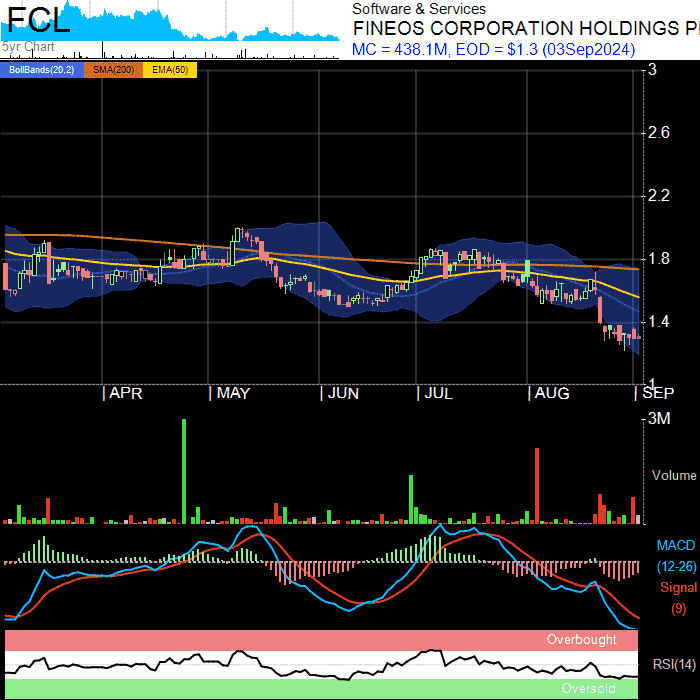 FCL
5yr Chart
Software & Services
FINEOS CORPORATION HOLDINGS P
MC = 438.1M, EOD = $1.3 (03Sep2024)
BollBands(20,2) SMA(200) EMA(50)
3
2.6
2.2
1.8
1.4
1
APR MAY JUN JUL AUG SEP
3M
Volume
MACD
(12-26)
Signal
(9)
Overbought
RSI(14)
Oversold